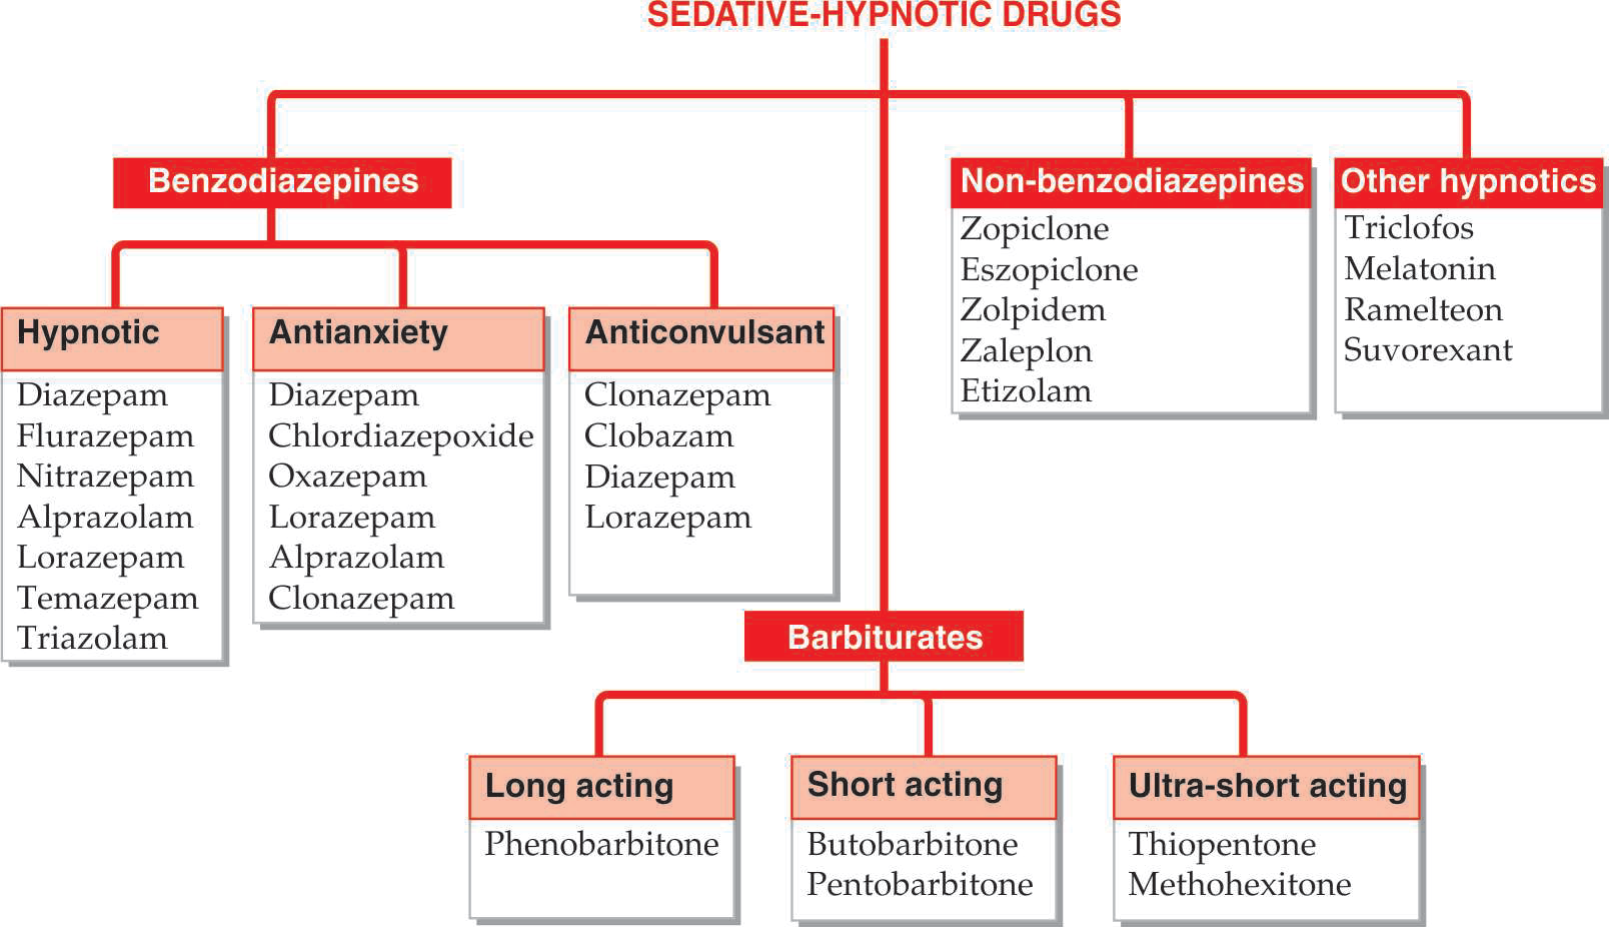 SEDATIVE-HYPNOTIC DRUGS
Benzodiazepines
Hypnotic
Diazepam
Flurazepam
Nitrazepam
Alprazolam
Lorazepam
Temazepam
Triazolam
Antianxiety
Diazepam
Chlordiazepoxide
Oxazepam
Lorazepam
Alprazolam
Clonazepam
Anticonvulsant
Clonazepam
Clobazam
Diazepam
Lorazepam
Non-benzodiazepines
Zopiclone
Eszopiclone
Zolpidem
Zaleplon
Etizolam
Other hypnotics
Triclofos
Melatonin
Ramelteon
Suvorexant
Barbiturates
Long acting
Phenobarbitone
Short acting
Butobarbitone
Pentobarbitone
Ultra-short acting
Thiopentone
Methohexitone